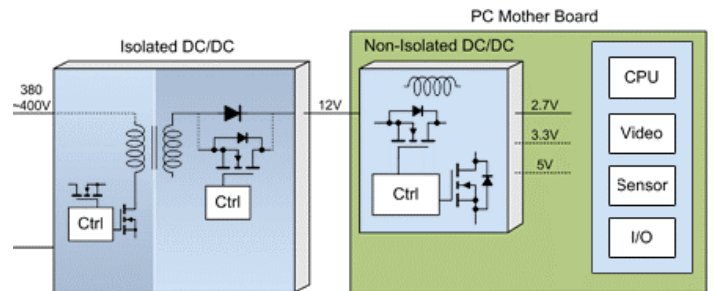 PC Mother Board
Isolated DC/DC
Non-Isolated DC/DC
380
~400V
12V
2.7V
3.3V
5V
Ctrl
Ctrl
Ctrl
CPU
Video
Sensor
I/O